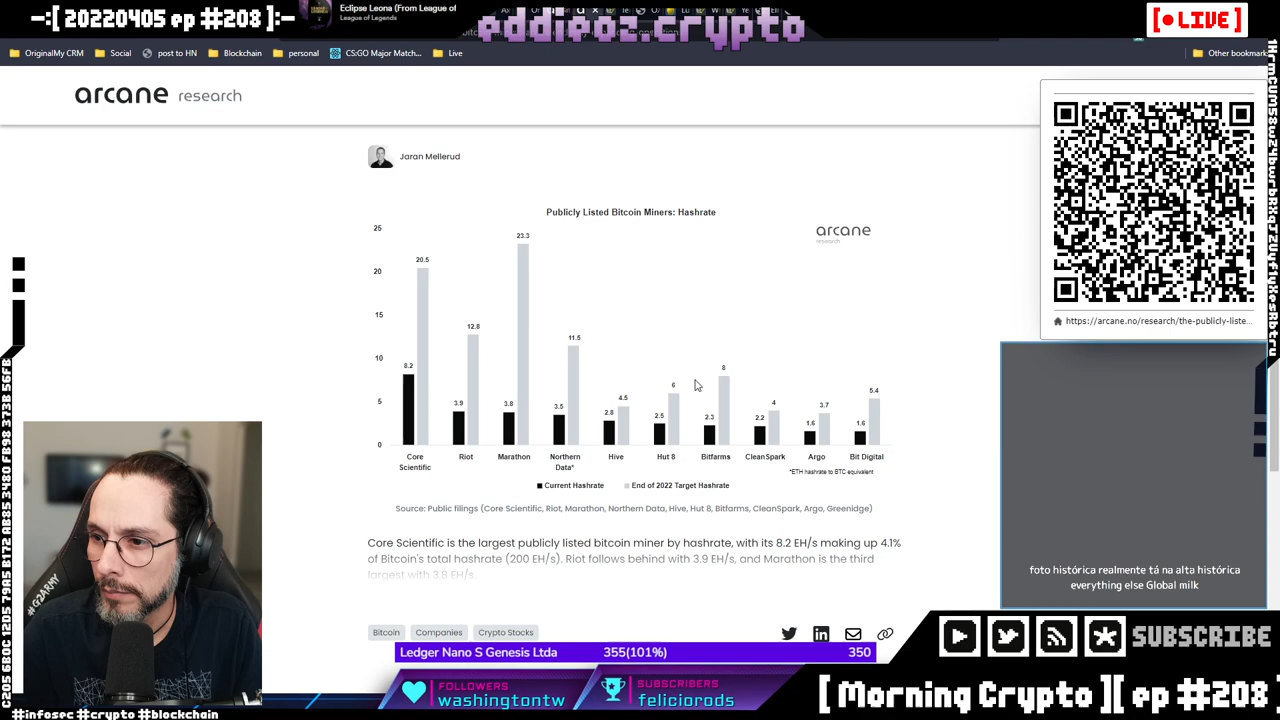 -:[ 20220405 ep #208 ]:-
Eclipse Leona (From League of
League of Legends
eddieoz.crypto
[● LIVE]
OriginalMy CRM
Social
post to HN
Blockchain
personal
CS:GO Major Match...
Live
Other bookmark
arcane research
Jaran Mellerud
https://arcane.no/research/the-publicly-liste...
Publicly Listed Bitcoin Miners: Hashrate
arcane
research
25
20
15
10
5
0
8.2
20.5
3.9
12.8
3.8
23.3
3.5
11.5
2.8
4.5
2.5
6
2.3
8
2.2
4
1.6
3.7
1.6
5.4
Core Scientific
Riot
Marathon
Northern Data*
Hive
Hut 8
Bitfarms
CleanSpark
Argo
Bit Digital
*ETH hashrate to BTC equivalent
Current Hashrate
End of 2022 Target Hashrate
Source: Public filings (Core Scientific, Riot, Marathon, Northern Data, Hive, Hut 8, Bitfarms, CleanSpark, Argo, Greenidge)
Core Scientific is the largest publicly listed bitcoin miner by hashrate, with its 8.2 EH/s making up 4.1%
of Bitcoin's total hashrate (200 EH/s). Riot follows behind with 3.9 EH/s, and Marathon is the third
largest with 3.8 EH/s.
foto histórica realmente tá na alta histórica
everything else Global milk
Bitcoin
Companies
Crypto Stocks
SUBSCRIBE
Ledger Nano S Genesis Ltda
355(101%)
350
FOLLOWERS
washingtontw
SUBSCRIBERS
feliciorods
[ Morning Crypto ][ ep #208 ]
#infosec #crypto #blockchain